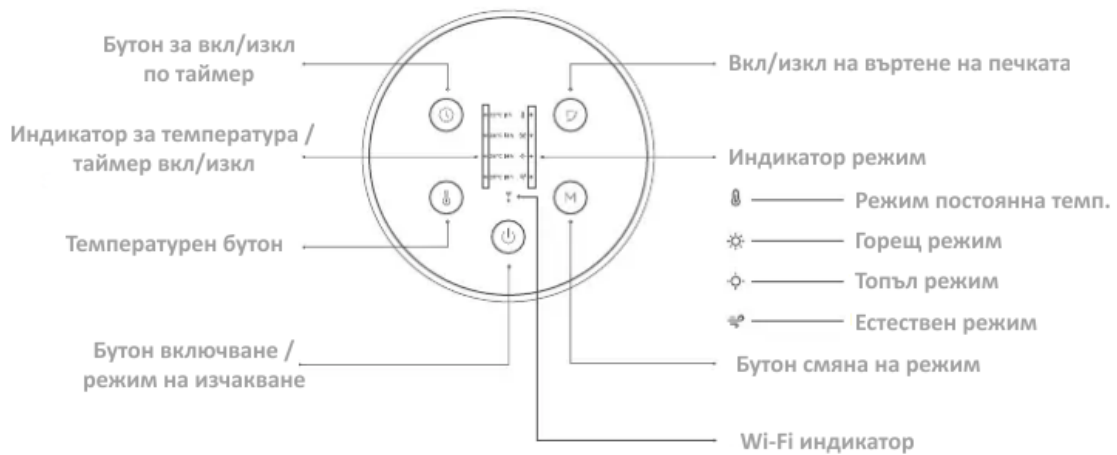 Бутон за вкл/изкл
по таймер
Индикатор за температура /
таймер вкл/изкл
Температурен бутон
Бутон включване /
режим на изчакване
M
Вкл/изкл на въртене на печката
Индикатор режим
Режим постоянна темп.
Горещ режим
Топъл режим
Естествен режим
Бутон смяна на режим
Wi-Fi индикатор